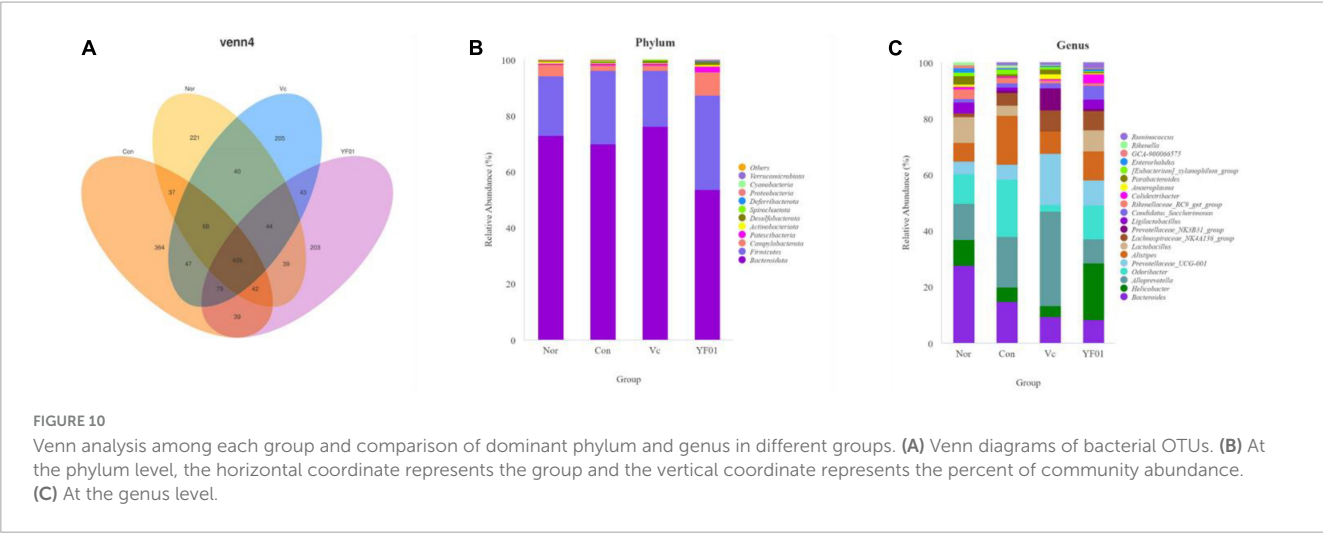 A
venn4
Nor
Vc
Con
YF01
221
205
40
37
43
364
68
44
203
47
409
39
73
42
39
B
Phylum
Relative Abundance (%)
100
80
60
40
20
0
Nor
Con
Vc
YF01
Group
Others
Verrucomicrobiota
Cyanobacteria
Proteobacteria
Deferribacterota
Spirochaetota
Desulfobacterota
Actinobacteriota
Patescibacteria
Campylobacterota
Firmicutes
Bacteroidota
C
Genus
Relative Abundance (%)
100
80
60
40
20
0
Nor
Con
Vc
YF01
Group
Ruminococcus
Rikenella
GCA-900066575
Enterorhabdus
[Eubacterium]_xylanophilum_group
Parabacteroides
Anaeroplasma
Colidextribacter
Rikenellaceae_RC9_gut_group
Candidatus_Saccharimonas
Ligilactobacillus
Prevotellaceae_NK3B31_group
Lachnospiraceae_NK4A136_group
Lactobacillus
Alistipes
Prevotellaceae_UCG-001
Odoribacter
Alloprevotella
Helicobacter
Bacteroides
FIGURE 10
Venn analysis among each group and comparison of dominant phylum and genus in different groups. (A) Venn diagrams of bacterial OTUs. (B) At
the phylum level, the horizontal coordinate represents the group and the vertical coordinate represents the percent of community abundance.
(C) At the genus level.